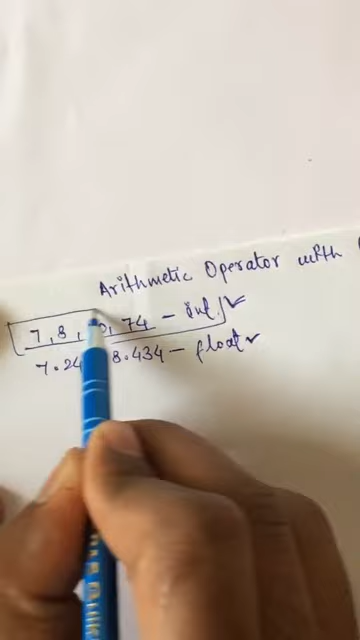 Arithmetic Operator with
7, 8, 74 - int
7.24 8.434 - float